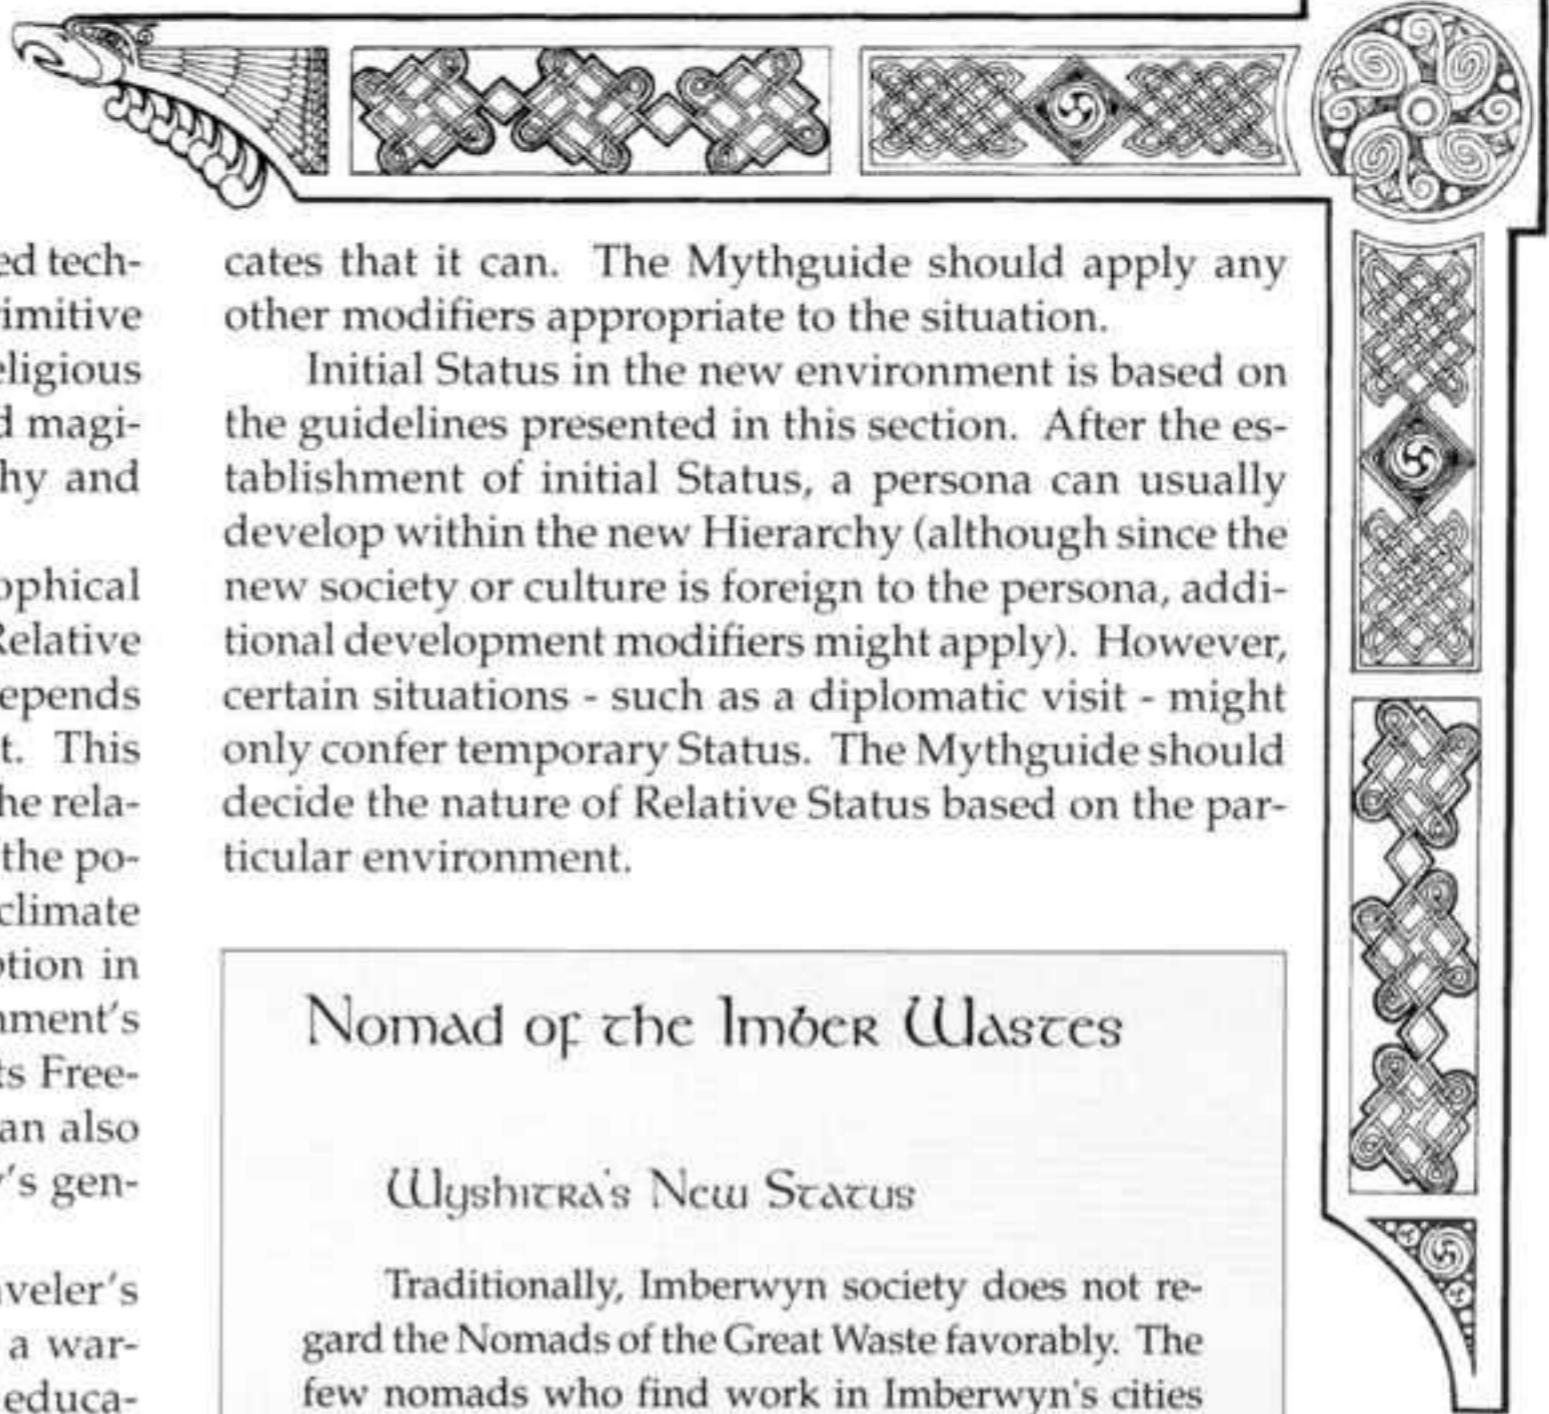 ed tech-
rimitive
eligious
d magi-
hy and
ophical
Relative
epends
t. This
he rela-
the po-
climate
ption in
nment's
ts Free-
an also
y's gen-
aveler's
a war-
educa-
cates that it can. The Mythguide should apply any
other modifiers appropriate to the situation.
Initial Status in the new environment is based on
the guidelines presented in this section. After the es-
tablishment of initial Status, a persona can usually
develop within the new Hierarchy (although since the
new society or culture is foreign to the persona, addi-
tional development modifiers might apply). However,
certain situations - such as a diplomatic visit - might
only confer temporary Status. The Mythguide should
decide the nature of Relative Status based on the par-
ticular environment.
Nomad of the Imber Wastes
Wyshitra's New Status
Traditionally, Imberwyn society does not re-
gard the Nomads of the Great Waste favorably. The
few nomads who find work in Imberwyn's cities